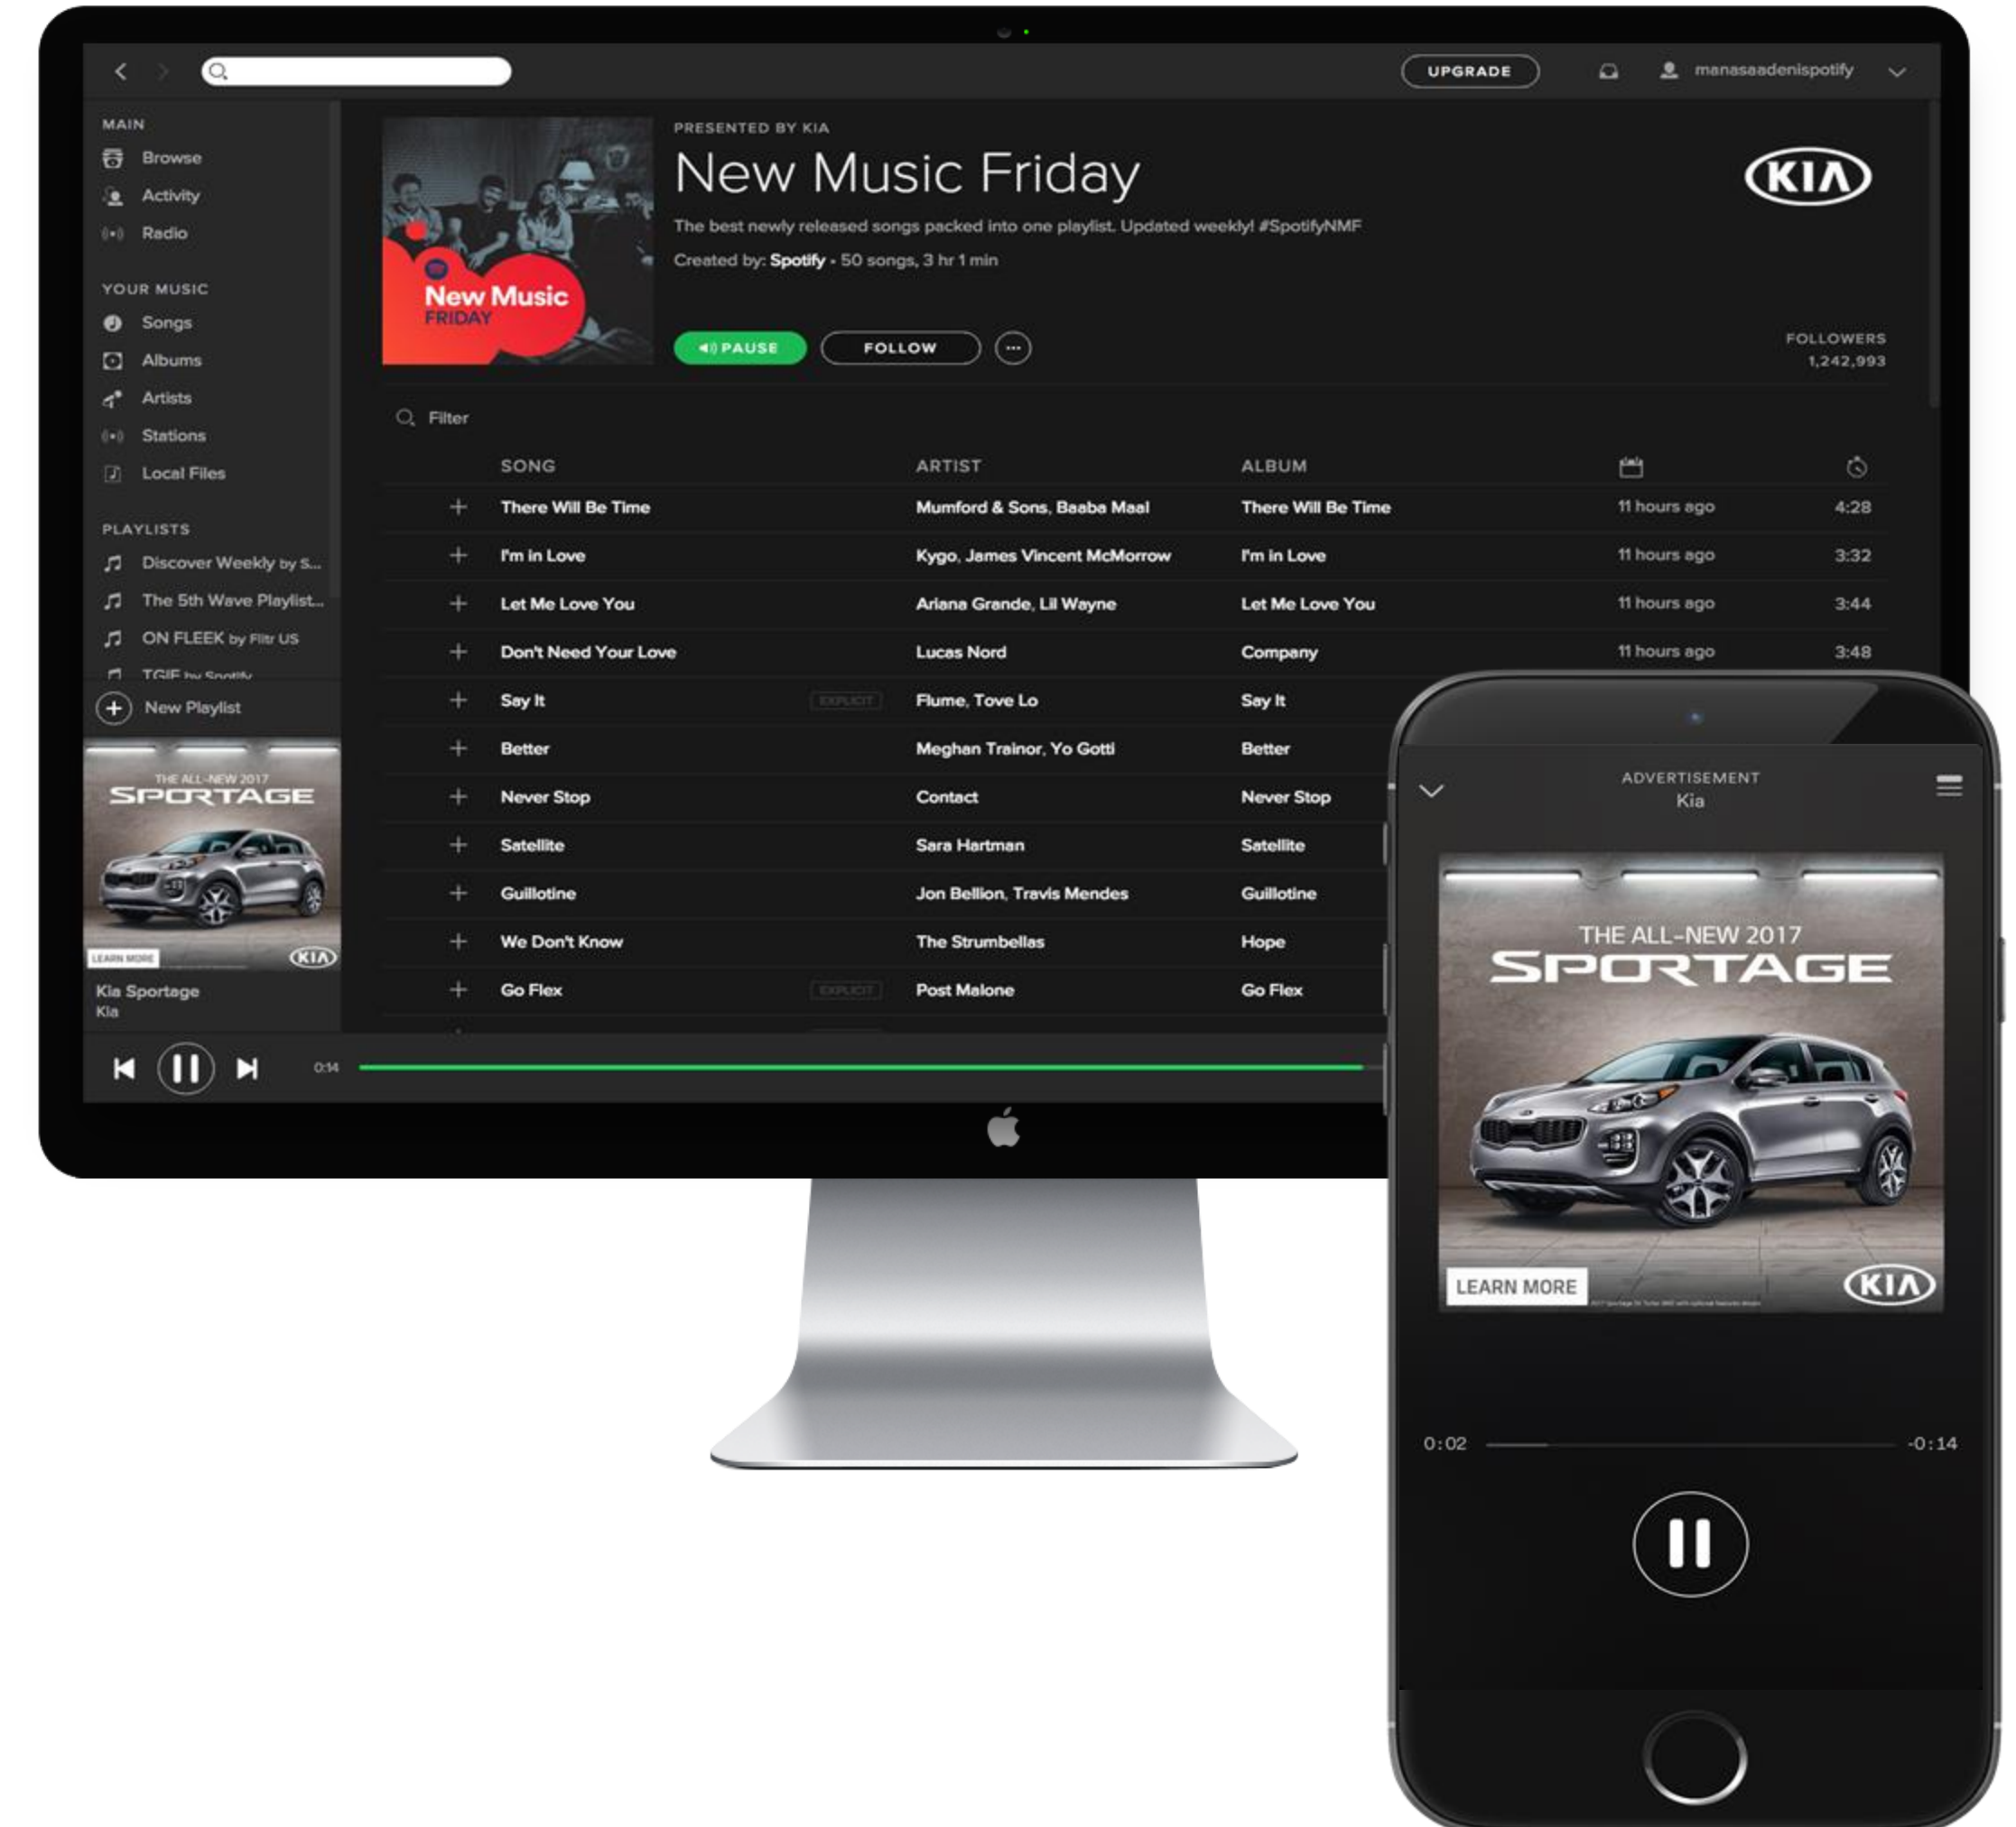 UPGRADE
manasaadenispotify
MAIN
Browse
Activity
Radio
YOUR MUSIC
Songs
Albums
Artists
Stations
Local Files
PLAYLISTS
Discover Weekly by S...
The 5th Wave Playlist...
ON FLEEK by Filtr US
TGIF by Spotify
New Playlist
THE ALL-NEW 2017
SPORTAGE
LEARN MORE
KIA
Kia Sportage
Kia
New Music
FRIDAY
PRESENTED BY KIA
New Music Friday
The best newly released songs packed into one playlist. Updated weekly! #SpotifyNMF
Created by: Spotify • 50 songs, 3 hr 1 min
PAUSE
FOLLOW
KIA
FOLLOWERS
1,242,993
Filter
SONG ARTIST ALBUM
There Will Be Time Mumford & Sons, Baaba Maal There Will Be Time 11 hours ago 4:28
I'm in Love Kygo, James Vincent McMorrow I'm in Love 11 hours ago 3:32
Let Me Love You Ariana Grande, Lil Wayne Let Me Love You 11 hours ago 3:44
Don't Need Your Love Lucas Nord Company 11 hours ago 3:48
Say It EXPLICIT Flume, Tove Lo Say It
Better Meghan Trainor, Yo Gotti Better
Never Stop Contact Never Stop
Satellite Sara Hartman Satellite
Guillotine Jon Bellion, Travis Mendes Guillotine
We Don't Know The Strumbellas Hope
Go Flex EXPLICIT Post Malone Go Flex
0:14
ADVERTISEMENT
Kia
THE ALL-NEW 2017
SPORTAGE
LEARN MORE
KIA
0:02 -0:14